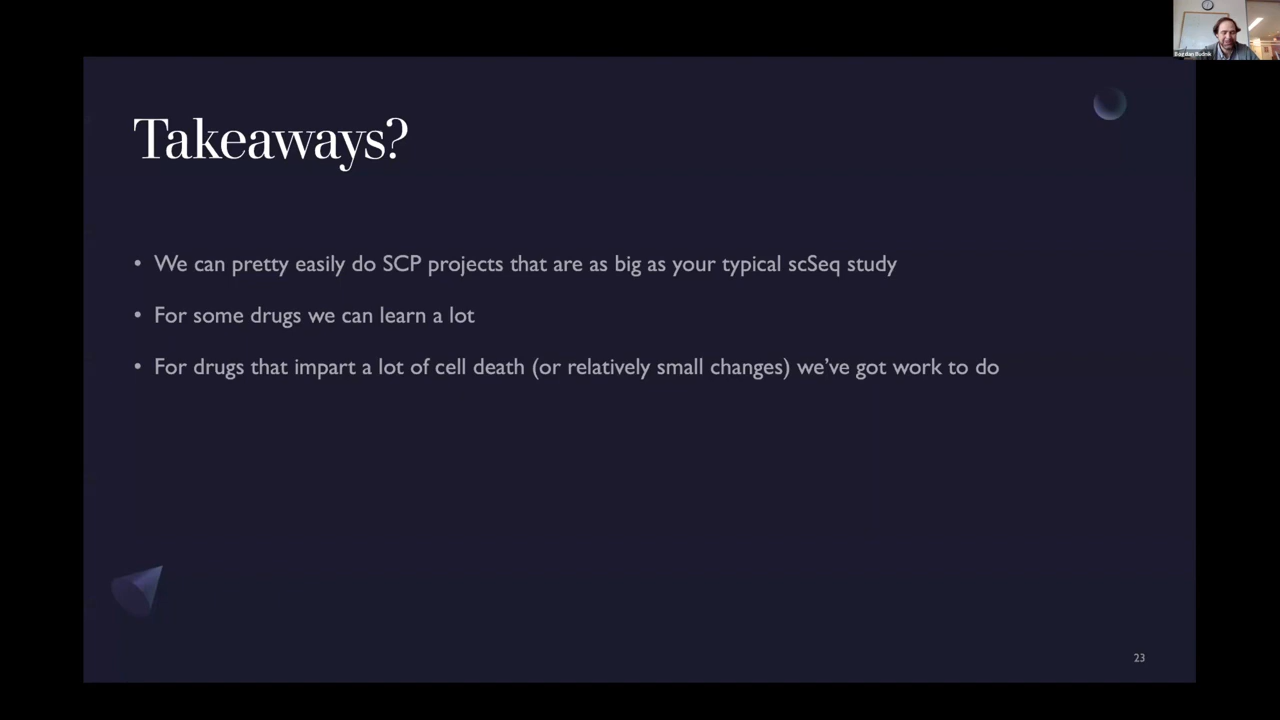 Bogdan Budnik
Takeaways?
• We can pretty easily do SCP projects that are as big as your typical scSeq study
• For some drugs we can learn a lot
• For drugs that impart a lot of cell death (or relatively small changes) we’ve got work to do
23